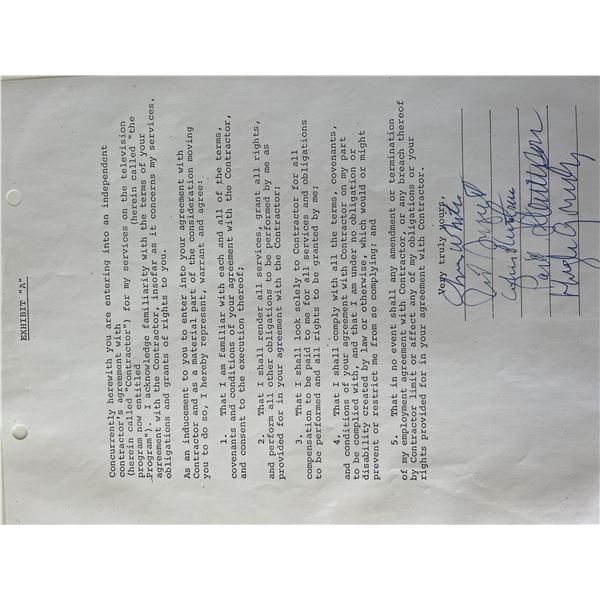 EXHIBIT "A"
Concurrently herewith you are entering into an independent
contractor's agreement with
(herein called "Contractor") for my services on the television
program now entitled (herein called "the
Program"). I acknowledge familiarity with the terms of your
agreement with the Contractor, insofar as it concerns my services,
obligations and grants of rights to you.
As an inducement to you to enter into your agreement with
Contractor and as a material part of the consideration moving
you to do so, I hereby represent, warrant and agree:
1. That I am familiar with each and all of the terms,
covenants and conditions of your agreement with the Contractor,
and consent to the execution thereof;
2. That I shall render all services, grant all rights,
and perform all other obligations to be performed by me as
provided for in your agreement with the Contractor;
3. That I shall look solely to Contractor for all
compensation to be paid to me for all services and obligations
to be performed and all rights to be granted by me;
4. That I shall comply with all the terms, covenants,
and conditions of your agreement with Contractor on my part
to be complied with, and that I am under no obligation or
disability created by law or otherwise, which would or might
prevent or restrict me from so complying; and
5. That in no event shall any amendment or termination
of my employment agreement with Contractor or any breach thereof
by Contractor limit or affect any of my obligations or your
rights provided for in your agreement with Contractor.
Very truly yours,